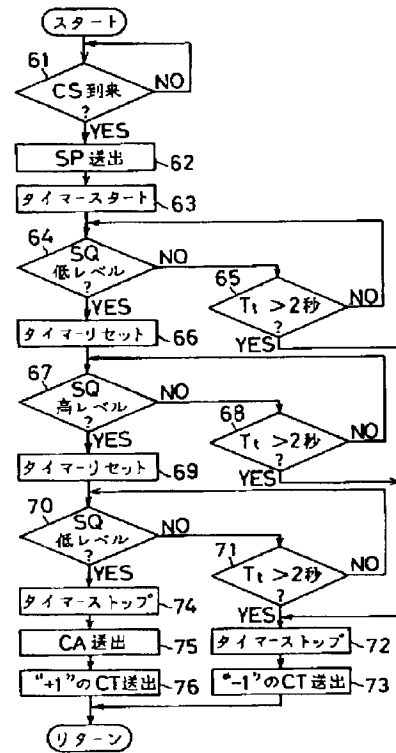 スタート
61
CS到来
?
NO
YES
SP 送出
62
タイマースタート
63
64
SQ
低レベル
?
NO
YES
65
Tt >2秒
?
NO
YES
タイマーリセット
66
67
SQ
高レベル
?
NO
YES
68
Tt >2秒
?
NO
YES
タイマーリセット
69
70
SQ
低レベル
?
NO
YES
71
Tt >2秒
?
NO
YES
タイマーストップ
74
タイマーストップ
72
CA 送出
75
"-1"のCT送出
73
"+1"のCT送出
76
リターン